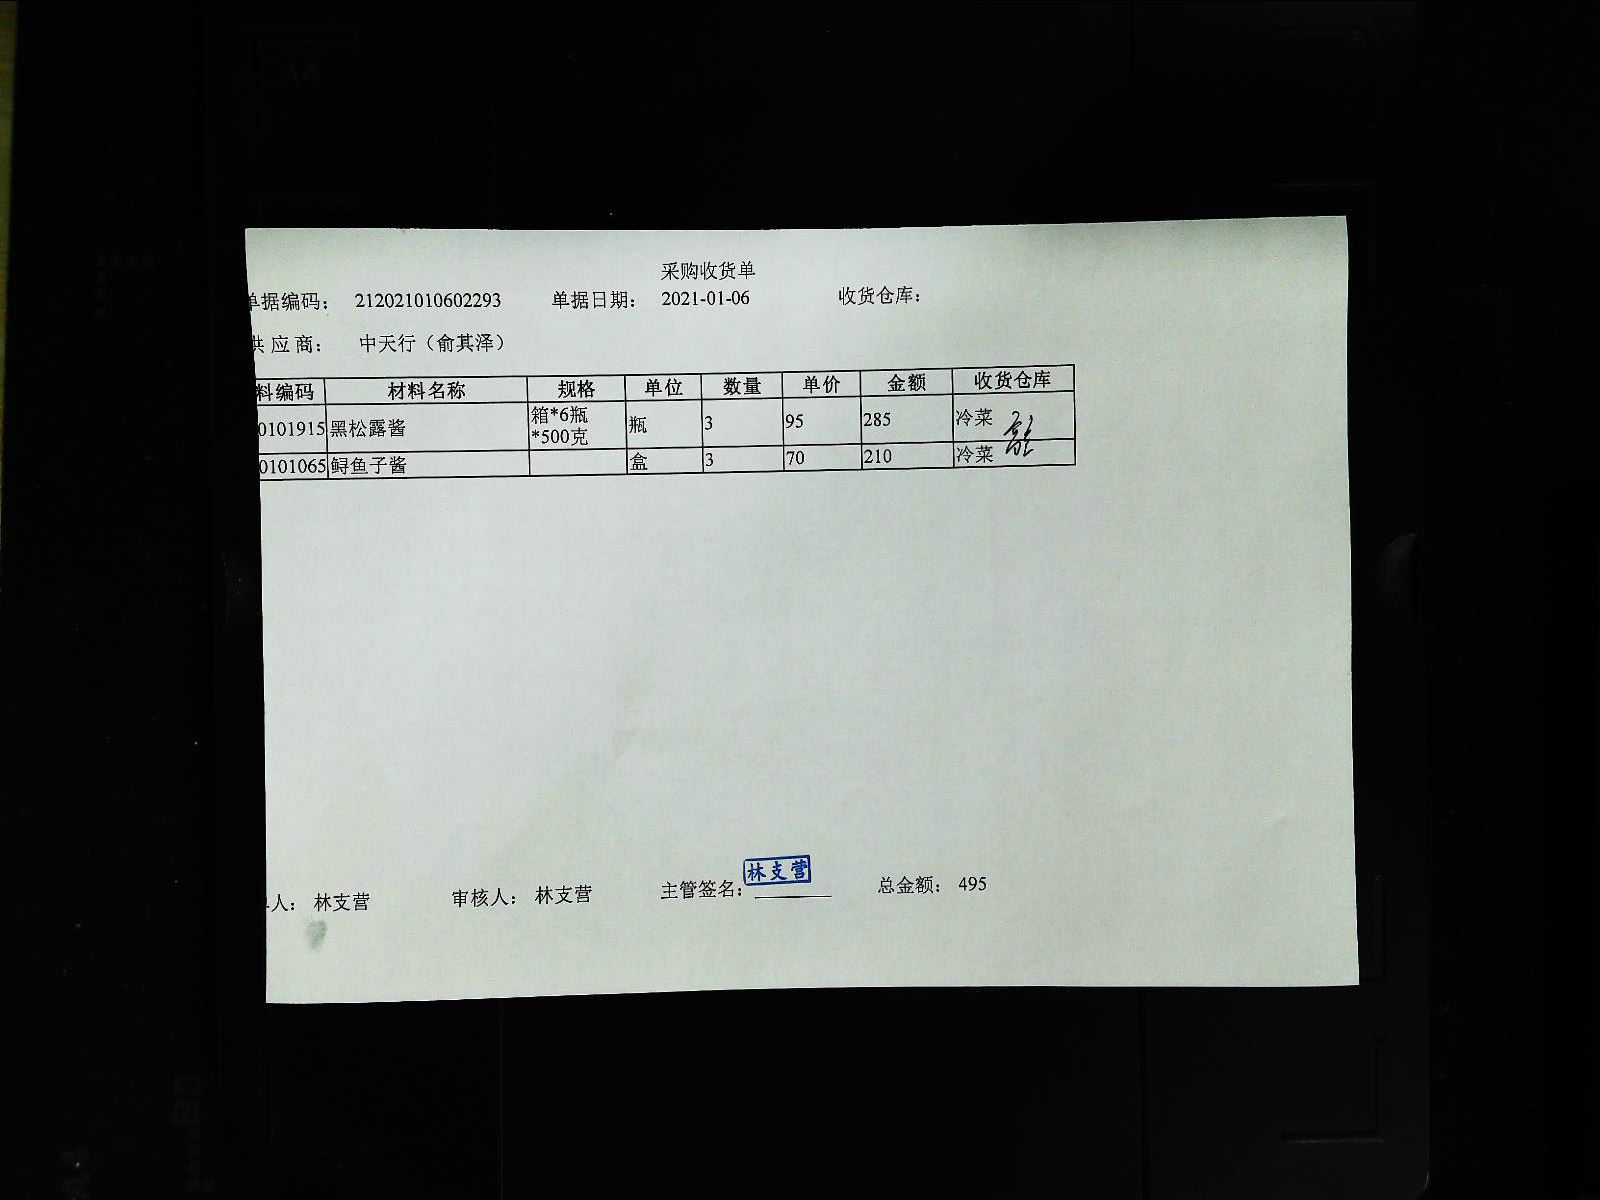 采购收货单
单据编码： 212021010602293 单据日期： 2021-01-06 收货仓库：
供应商： 中天行（俞其泽）
料编码 材料名称 规格 单位 数量 单价 金额 收货仓库
0101915 黑松露酱 箱*6瓶*500克 瓶 3 95 285 冷菜
0101065 鲟鱼子酱 盒 3 70 210 冷菜
人： 林支营 审核人： 林支营 主管签名： 林支营 总金额： 495